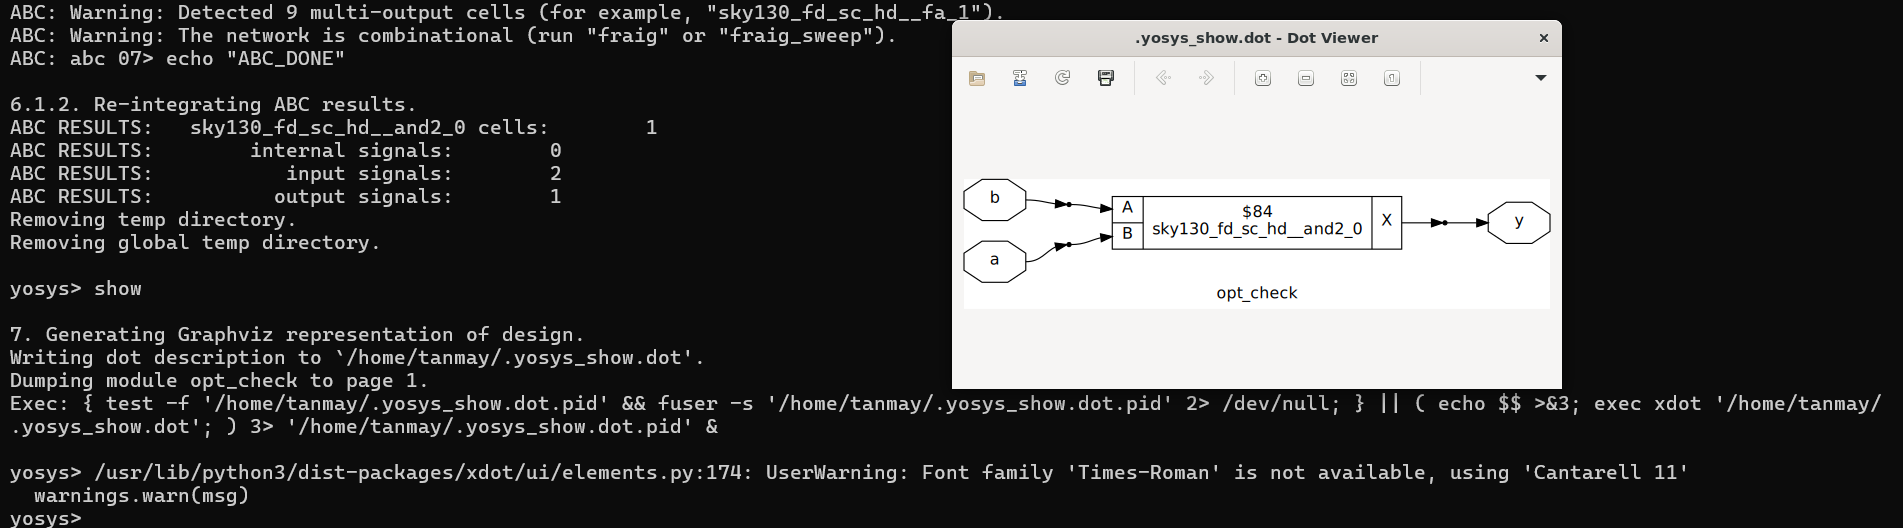 ABC: Warning: Detected 9 multi-output cells (for example, "sky130_fd_sc_hd__fa_1").
ABC: Warning: The network is combinational (run "fraig" or "fraig_sweep").
ABC: abc 07> echo "ABC_DONE"
6.1.2. Re-integrating ABC results.
ABC RESULTS:   sky130_fd_sc_hd__and2_0 cells:        1
ABC RESULTS:        internal signals:        0
ABC RESULTS:           input signals:        2
ABC RESULTS:          output signals:        1
Removing temp directory.
Removing global temp directory.
yosys> show
7. Generating Graphviz representation of design.
Writing dot description to `/home/tanmay/.yosys_show.dot'.
Dumping module opt_check to page 1.
Exec: { test -f '/home/tanmay/.yosys_show.dot.pid' && fuser -s '/home/tanmay/.yosys_show.dot.pid' 2> /dev/null; } || ( echo $$ >&3; exec xdot '/home/tanmay/
.yosys_show.dot'; ) 3> '/home/tanmay/.yosys_show.dot.pid' &
yosys> /usr/lib/python3/dist-packages/xdot/ui/elements.py:174: UserWarning: Font family 'Times-Roman' is not available, using 'Cantarell 11'
  warnings.warn(msg)
yosys>
.yosys_show.dot - Dot Viewer
b
a
A
B
$84
sky130_fd_sc_hd__and2_0
X
y
opt_check